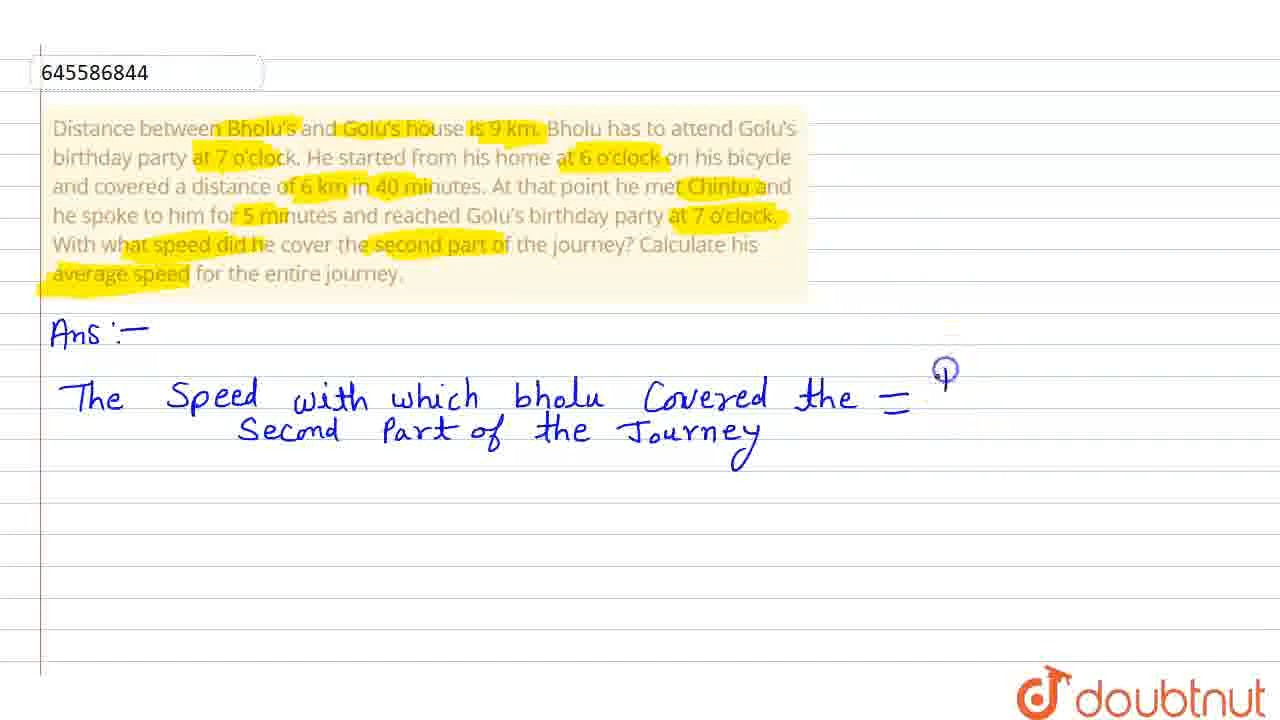 645586844
Distance between Bholu's and Golu's house is 9 km. Bholu has to attend Golu's
birthday party at 7 o'clock. He started from his home at 6 o'clock on his bicycle
and covered a distance of 6 km in 40 minutes. At that point he met Chintu and
he spoke to him for 5 minutes and reached Golu's birthday party at 7 o'clock.
With what speed did he cover the second part of the journey? Calculate his
average speed for the entire journey.
Ans :-
The Speed with which bholu Covered the =
Second Part of the Journey
doubtnut